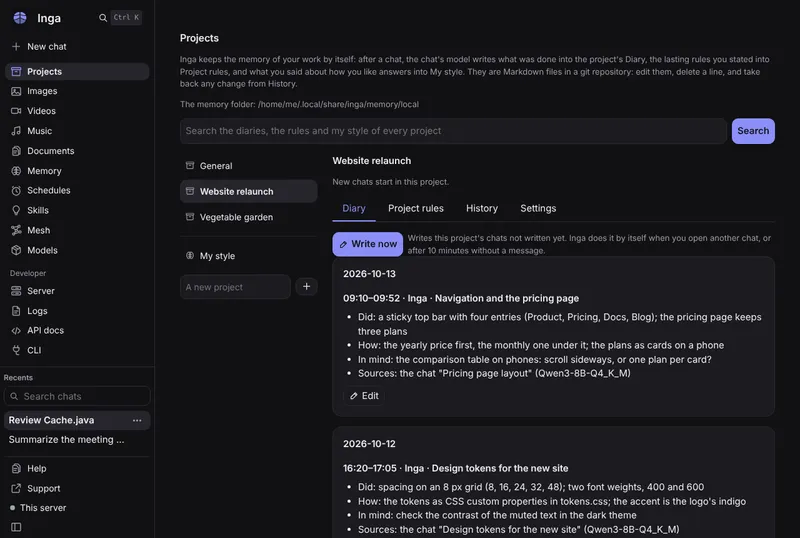 Inga
Ctrl K
New chat
Projects
Images
Videos
Music
Documents
Memory
Schedules
Skills
Mesh
Models
Developer
Server
Logs
API docs
CLI
Recents
Search chats
Review Cache.java
Summarize the meeting ...
Help
Support
This server
Projects
Inga keeps the memory of your work by itself: after a chat, the chat's model writes what was done into the project's Diary, the lasting rules you stated into
Project rules, and what you said about how you like answers into My style. They are Markdown files in a git repository: edit them, delete a line, and take
back any change from History.
The memory folder: /home/me/.local/share/inga/memory/local
Search the diaries, the rules and my style of every project
Search
General
Website relaunch
Vegetable garden
My style
A new project
Website relaunch
New chats start in this project.
Diary
Project rules
History
Settings
Write now
Writes this project's chats not written yet. Inga does it by itself when you open another chat, or
after 10 minutes without a message.
2026-10-13
09:10–09:52 · Inga · Navigation and the pricing page
• Did: a sticky top bar with four entries (Product, Pricing, Docs, Blog); the pricing page keeps
three plans
• How: the yearly price first, the monthly one under it; the plans as cards on a phone
• In mind: the comparison table on phones: scroll sideways, or one plan per card?
• Sources: the chat "Pricing page layout" (Qwen3-8B-Q4_K_M)
Edit
2026-10-12
16:20–17:05 · Inga · Design tokens for the new site
• Did: spacing on an 8 px grid (8, 16, 24, 32, 48); two font weights, 400 and 600
• How: the tokens as CSS custom properties in tokens.css; the accent is the logo's indigo
• In mind: check the contrast of the muted text in the dark theme
• Sources: the chat "Design tokens for the new site" (Qwen3-8B-Q4_K_M)